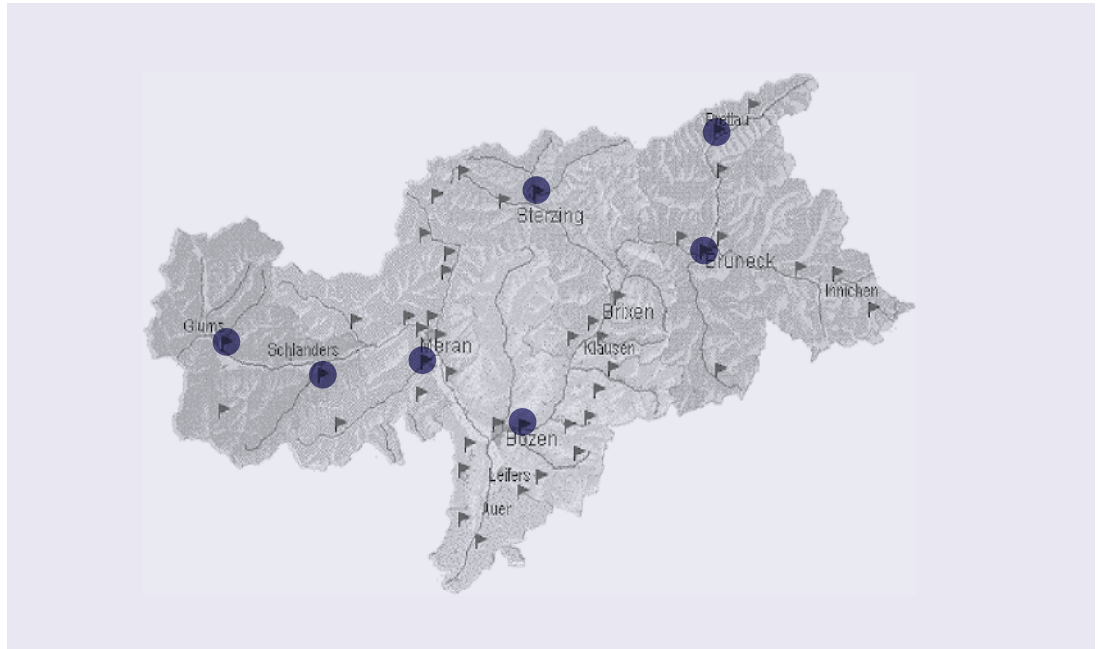 Prettau
Sterzing
Bruneck
Innichen
Brixen
Glurns
Klausen
Meran
Schlanders
Bozen
Leifers
Auer